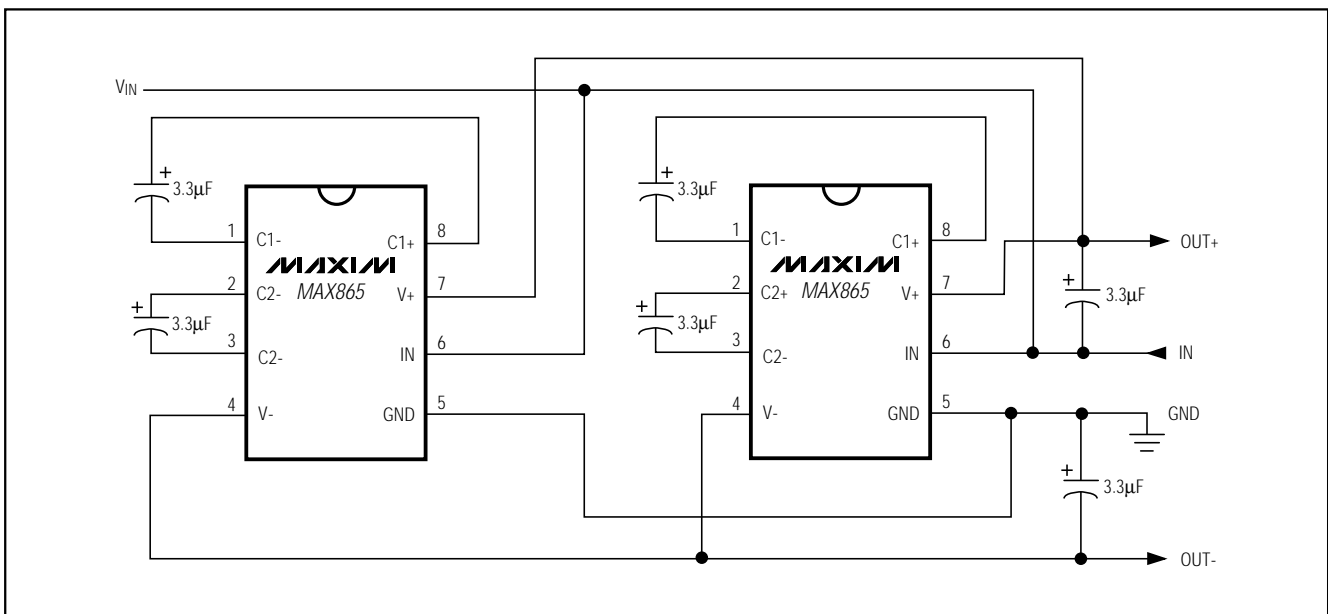 VIN
+
3.3µF
1
C1-
C1+
8
MAXIM
MAX865
2
C2-
V+
7
+
3.3µF
3
C2-
IN
6
4
V-
GND
5
+
3.3µF
1
C1-
C1+
8
MAXIM
MAX865
2
C2+
V+
7
+
3.3µF
3
C2-
IN
6
4
V-
GND
5
OUT+
+
3.3µF
IN
GND
+
3.3µF
OUT-